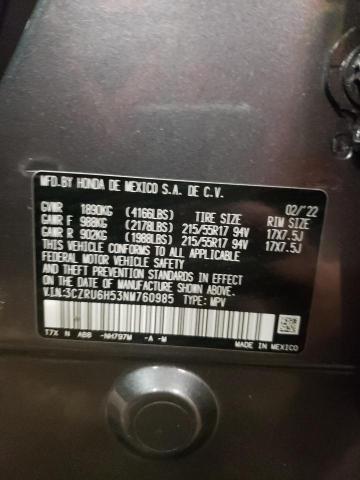 MFD. BY HONDA DE MEXICO S.A. DE C.V.
02/'22
GVWR 1890KG (4166LBS) TIRE SIZE RIM SIZE
GAWR F 988KG (2178LBS) 215/55R17 94V 17X7.5J
GAWR R 902KG (1988LBS) 215/55R17 94V 17X7.5J
THIS VEHICLE CONFORMS TO ALL APPLICABLE
FEDERAL MOTOR VEHICLE SAFETY
AND THEFT PREVENTION STANDARDS IN EFFECT
ON THE DATE OF MANUFACTURE SHOWN ABOVE.
V.I.N.:3CZRU6H53NM760985 TYPE: MPV
T7X N ABB -NH797M -A -M
MADE IN MEXICO